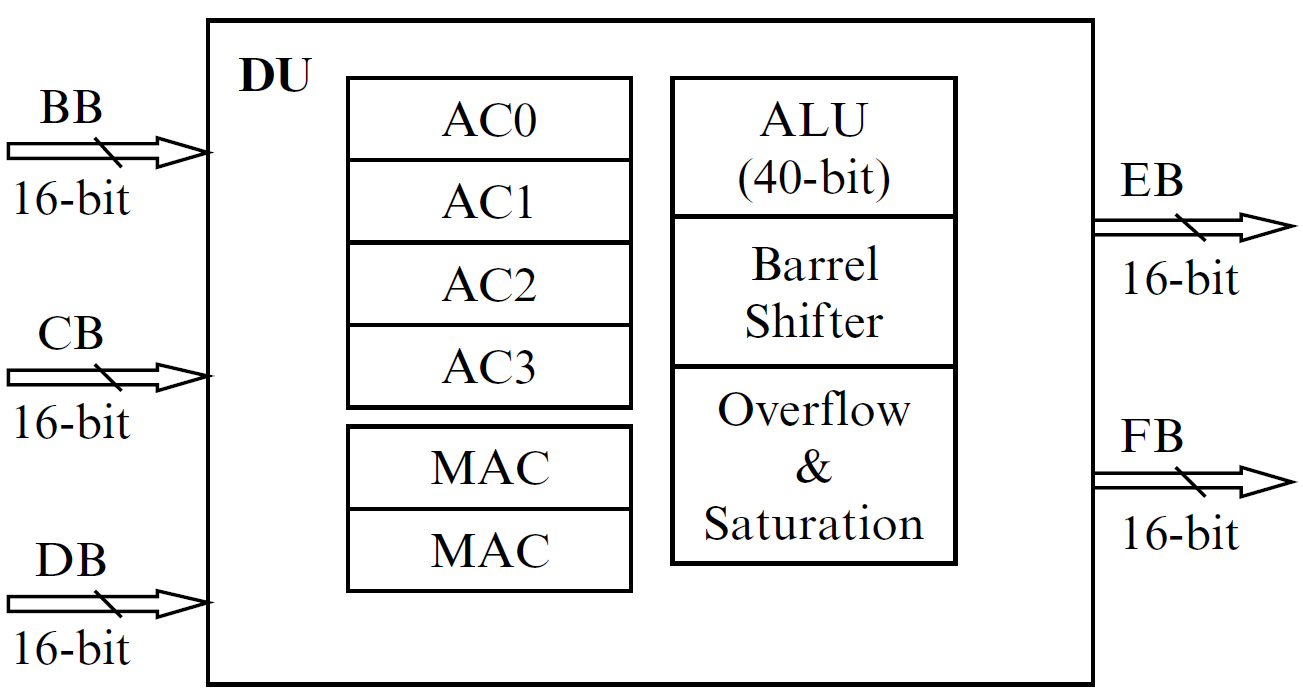 BB
16-bit
CB
16-bit
DB
16-bit
DU
AC0
AC1
AC2
AC3
MAC
MAC
ALU
(40-bit)
Barrel
Shifter
Overflow
&
Saturation
EB
16-bit
FB
16-bit